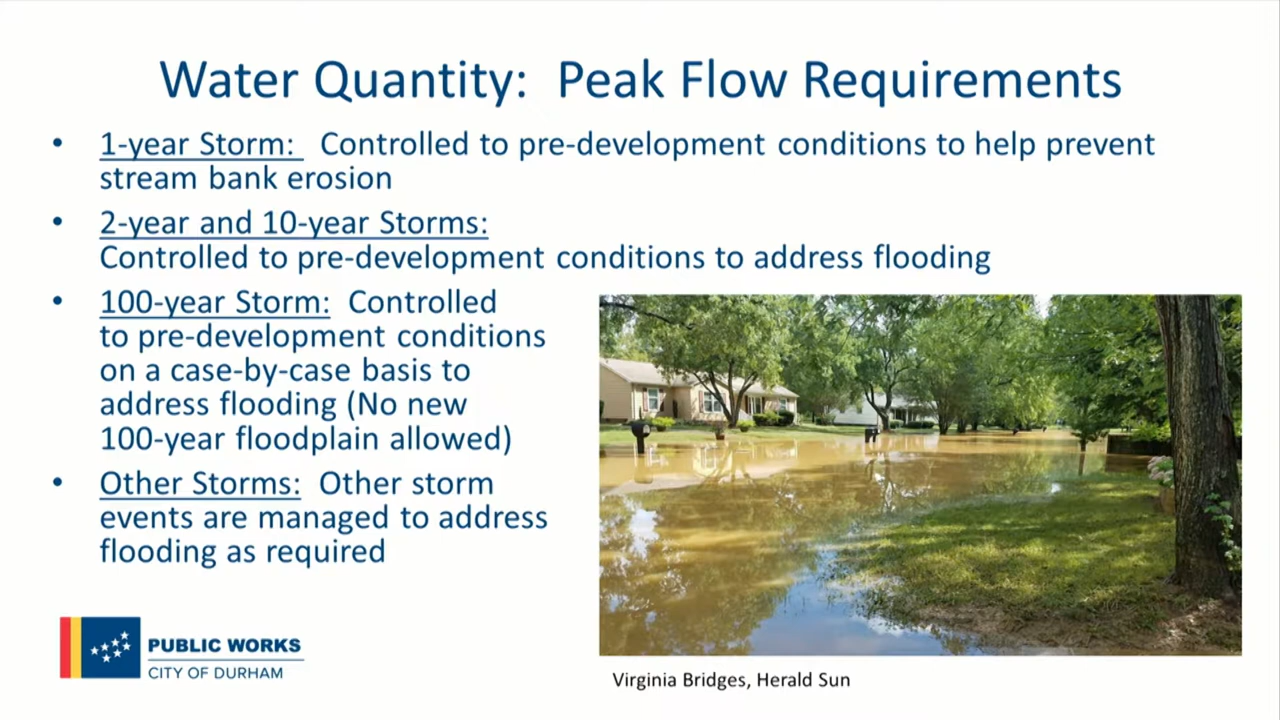 Water Quantity: Peak Flow Requirements
• 1-year Storm: Controlled to pre-development conditions to help prevent
stream bank erosion
• 2-year and 10-year Storms:
Controlled to pre-development conditions to address flooding
• 100-year Storm: Controlled
to pre-development conditions
on a case-by-case basis to
address flooding (No new
100-year floodplain allowed)
• Other Storms: Other storm
events are managed to address
flooding as required
PUBLIC WORKS
CITY OF DURHAM
Virginia Bridges, Herald Sun